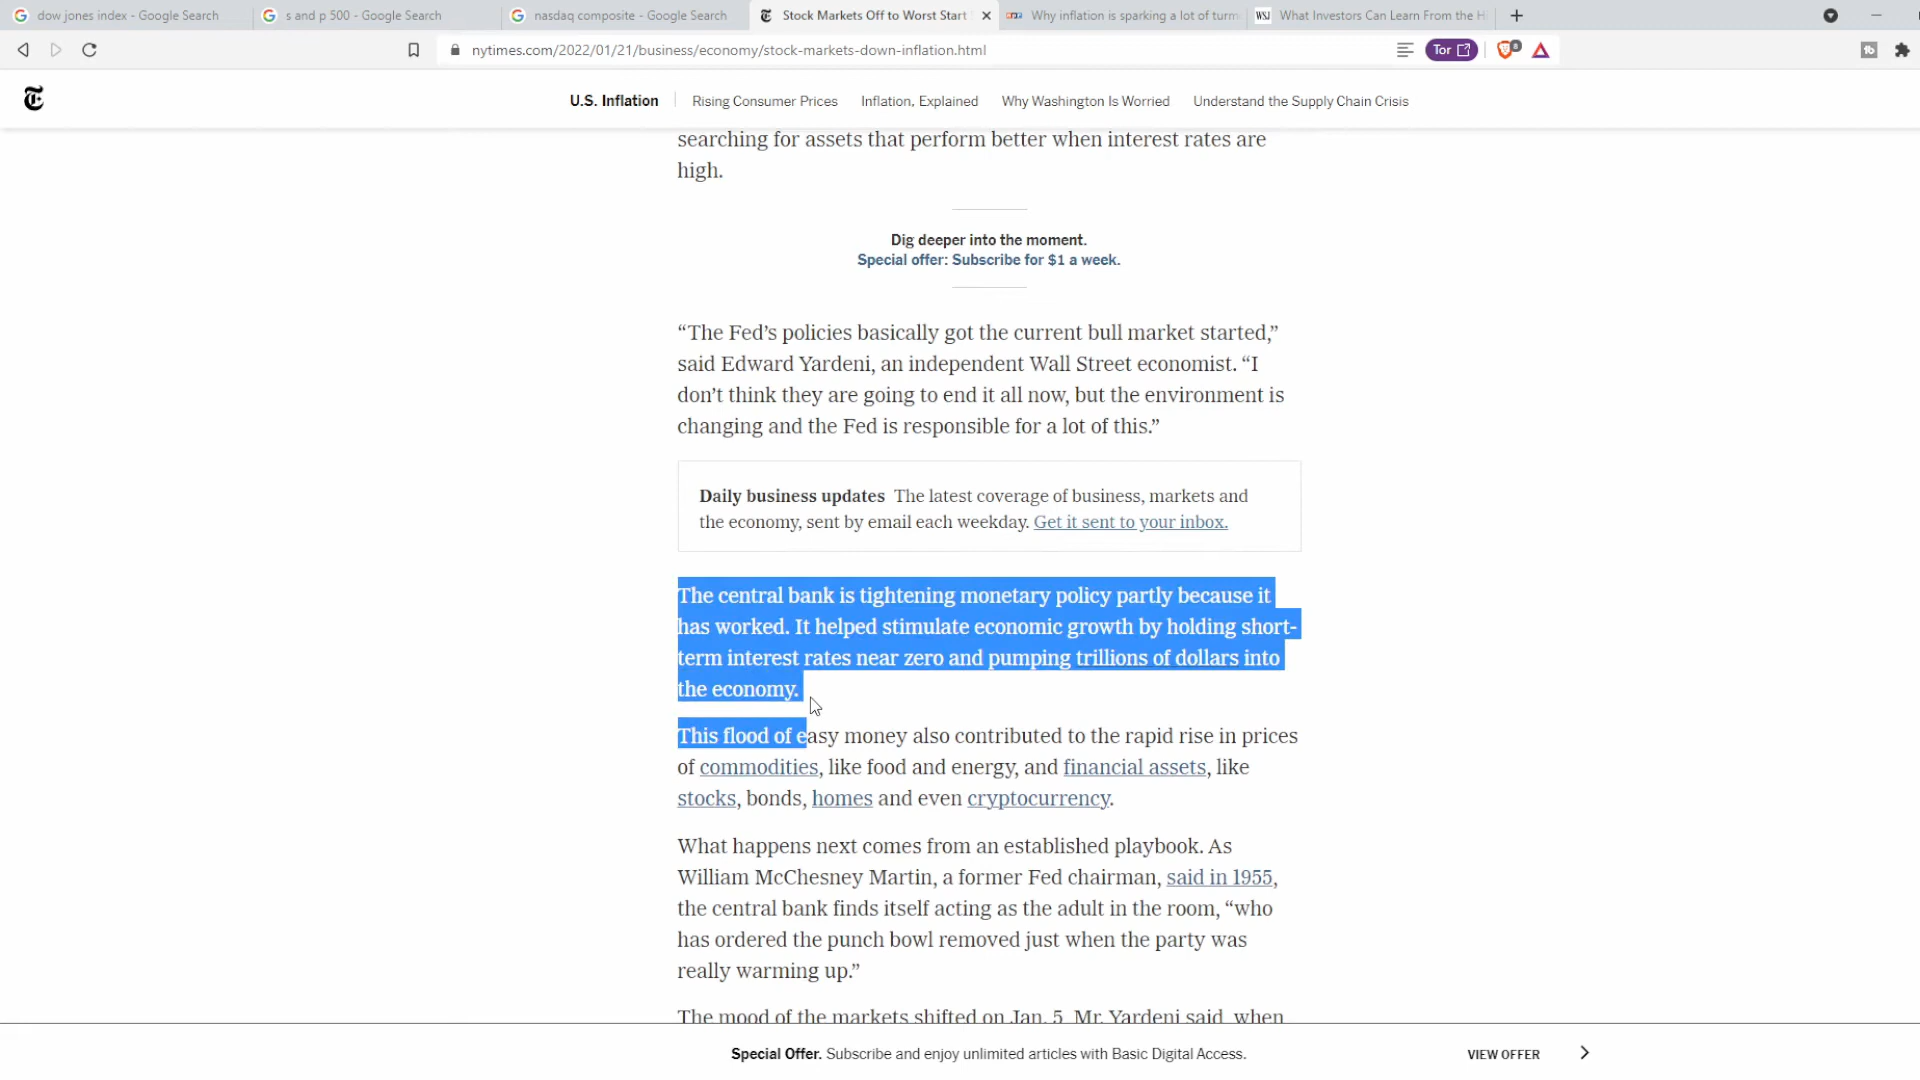 dow jones index - Google Search
s and p 500 - Google Search
nasdaq composite - Google Search
Stock Markets Off to Worst Start
Why inflation is sparking a lot of turm
WSJ What Investors Can Learn From the H
nytimes.com/2022/01/21/business/economy/stock-markets-down-inflation.html
Tor
8
U.S. Inflation
Rising Consumer Prices
Inflation, Explained
Why Washington Is Worried
Understand the Supply Chain Crisis
searching for assets that perform better when interest rates are
high.
Dig deeper into the moment.
Special offer: Subscribe for $1 a week.
“The Fed’s policies basically got the current bull market started,”
said Edward Yardeni, an independent Wall Street economist. “I
don’t think they are going to end it all now, but the environment is
changing and the Fed is responsible for a lot of this.”
Daily business updates The latest coverage of business, markets and
the economy, sent by email each weekday. Get it sent to your inbox.
The central bank is tightening monetary policy partly because it
has worked. It helped stimulate economic growth by holding short-
term interest rates near zero and pumping trillions of dollars into
the economy.
This flood of easy money also contributed to the rapid rise in prices
of commodities, like food and energy, and financial assets, like
stocks, bonds, homes and even cryptocurrency.
What happens next comes from an established playbook. As
William McChesney Martin, a former Fed chairman, said in 1955,
the central bank finds itself acting as the adult in the room, “who
has ordered the punch bowl removed just when the party was
really warming up.”
The mood of the markets shifted on Jan. 5, Mr. Yardeni said, when
Special Offer. Subscribe and enjoy unlimited articles with Basic Digital Access.
VIEW OFFER